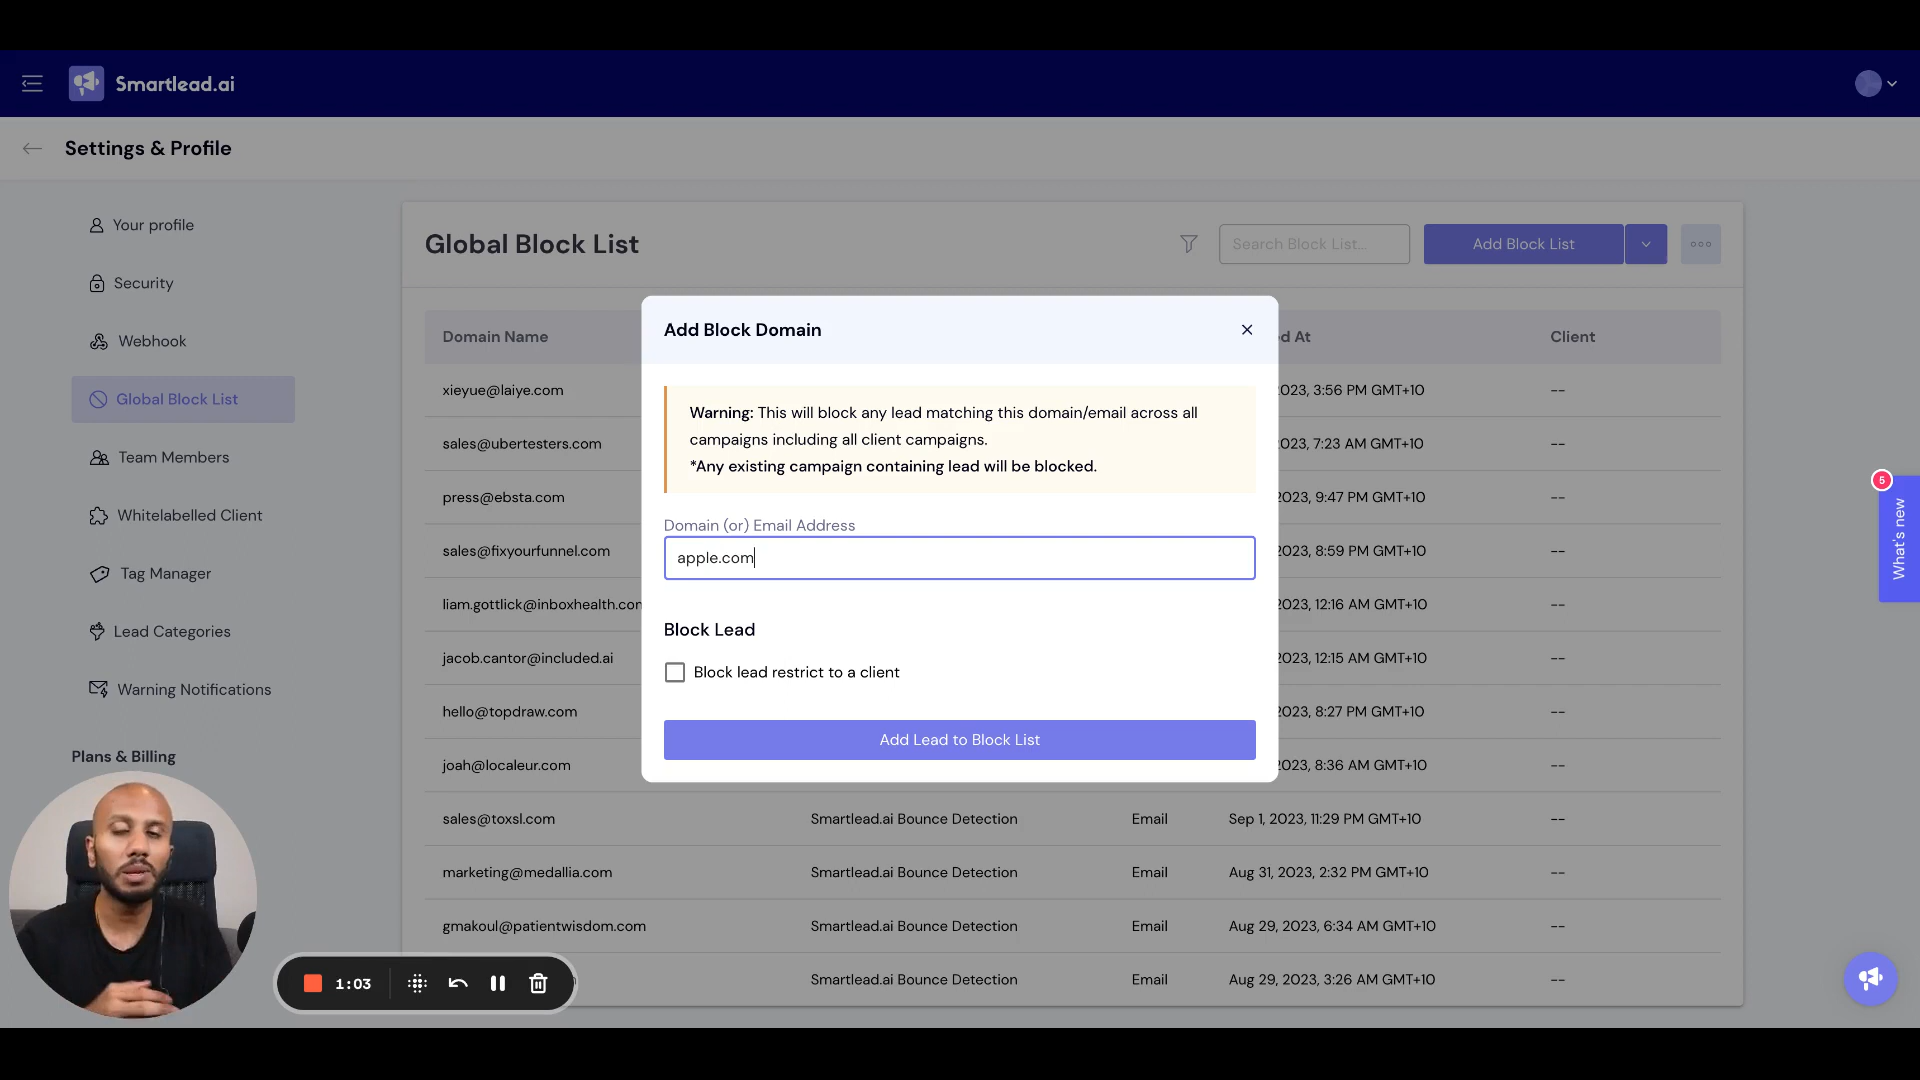 Smartlead.ai
Settings & Profile
Your profile
Security
Webhook
Global Block List
Team Members
Whitelabelled Client
Tag Manager
Lead Categories
Warning Notifications
Plans & Billing
Global Block List
Search Block List...
Add Block List
Domain Name
d At
Client
xieyue@laiye.com
2023, 3:56 PM GMT+10
--
sales@ubertesters.com
2023, 7:23 AM GMT+10
--
press@ebsta.com
2023, 9:47 PM GMT+10
--
sales@fixyourfunnel.com
2023, 8:59 PM GMT+10
--
liam.gottlick@inboxhealth.con
2023, 12:16 AM GMT+10
--
jacob.cantor@included.ai
2023, 12:15 AM GMT+10
--
hello@topdraw.com
2023, 8:27 PM GMT+10
--
joah@localeur.com
2023, 8:36 AM GMT+10
--
sales@toxsl.com
Smartlead.ai Bounce Detection
Email
Sep 1, 2023, 11:29 PM GMT+10
--
marketing@medallia.com
Smartlead.ai Bounce Detection
Email
Aug 31, 2023, 2:32 PM GMT+10
--
gmakoul@patientwisdom.com
Smartlead.ai Bounce Detection
Email
Aug 29, 2023, 6:34 AM GMT+10
--
Smartlead.ai Bounce Detection
Email
Aug 29, 2023, 3:26 AM GMT+10
--
Add Block Domain
Warning: This will block any lead matching this domain/email across all
campaigns including all client campaigns.
*Any existing campaign containing lead will be blocked.
Domain (or) Email Address
apple.com
Block Lead
Block lead restrict to a client
Add Lead to Block List
5
What's new
1:03